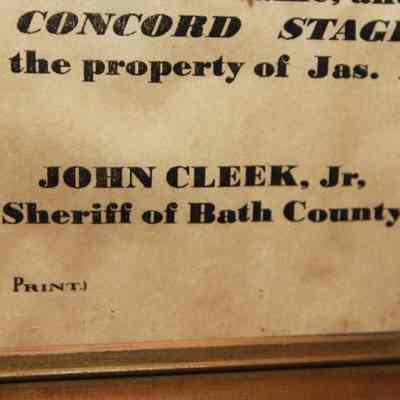 CONCORD STAG
the property of Jas.
JOHN CLEEK, Jr,
Sheriff of Bath County
PRINT.)